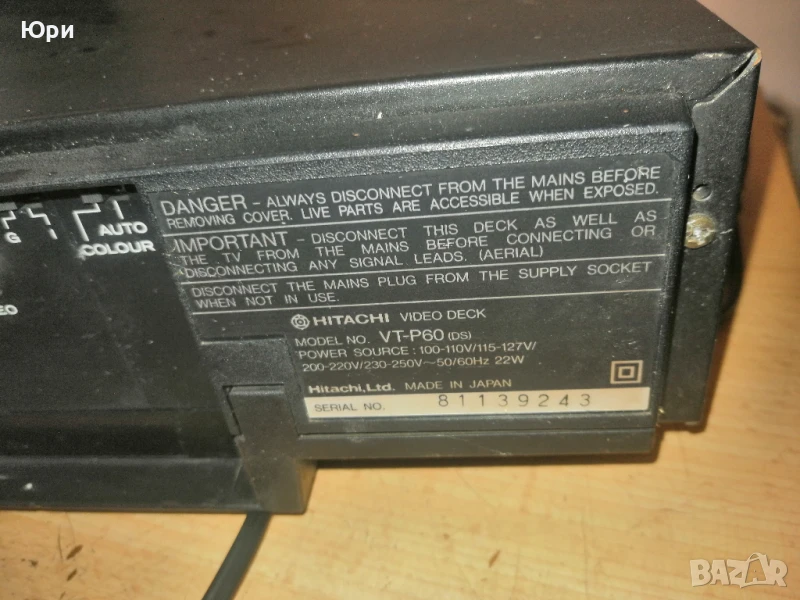 Юри
G
I
AUTO
COLOUR
EO
DANGER - ALWAYS DISCONNECT FROM THE MAINS BEFORE
REMOVING COVER. LIVE PARTS ARE ACCESSIBLE WHEN EXPOSED.
IMPORTANT - DISCONNECT THIS DECK AS WELL AS
THE TV FROM THE MAINS BEFORE CONNECTING OR
DISCONNECTING ANY SIGNAL LEADS. (AERIAL)
DISCONNECT THE MAINS PLUG FROM THE SUPPLY SOCKET
WHEN NOT IN USE.
HITACHI VIDEO DECK
MODEL NO. VT-P60 (DS)
POWER SOURCE : 100-110V/115-127V/
200-220V/230-250V~50/60Hz 22W
Hitachi, Ltd. MADE IN JAPAN
SERIAL NO. 81139243
BAZAR